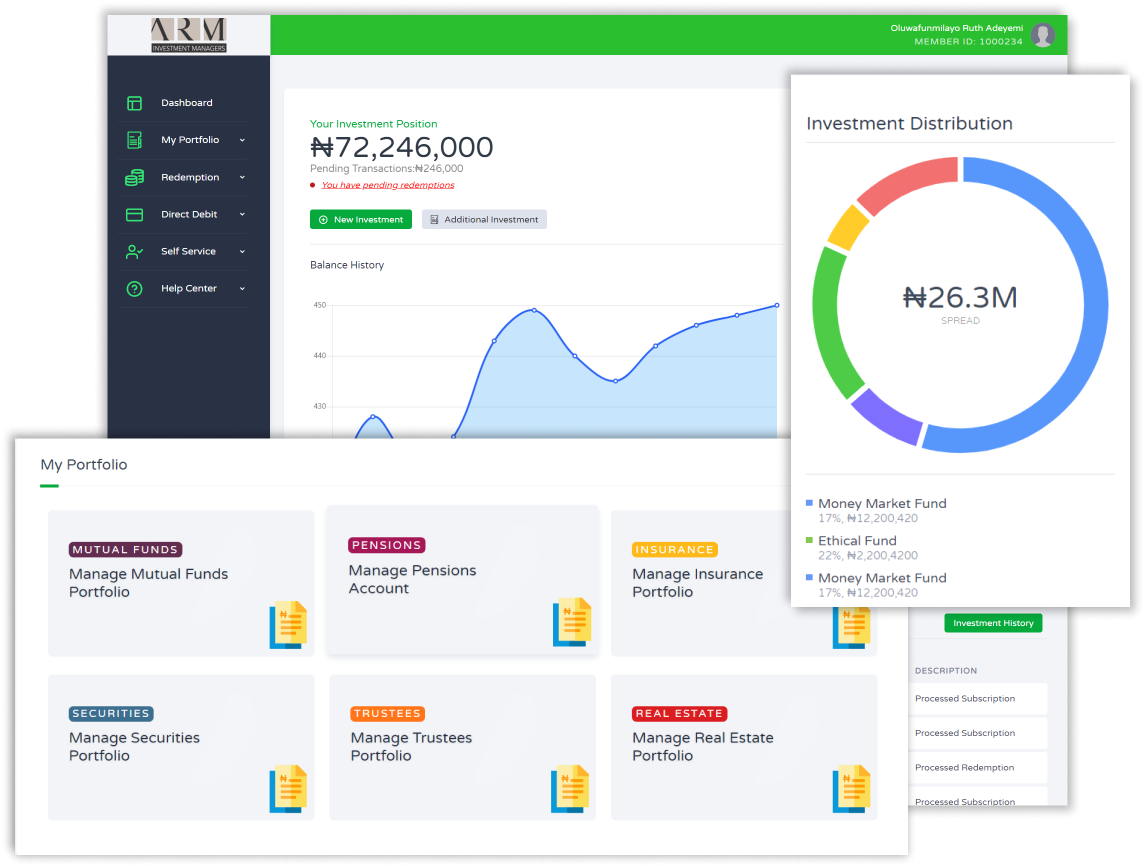 ARM
INVESTMENT MANAGERS
Oluwafunmilayo Ruth Adeyemi
MEMBER ID: 1000234
Dashboard
My Portfolio
Redemption
Direct Debit
Self Service
Help Center
Your Investment Position
₦72,246,000
Pending Transactions:₦246,000
You have pending redemptions
New Investment
Additional Investment
Balance History
450
440
430
Investment Distribution
₦26.3M
SPREAD
Money Market Fund
17%, ₦12,200,420
Ethical Fund
22%, ₦2,200,4200
Money Market Fund
17%, ₦12,200,420
My Portfolio
MUTUAL FUNDS
Manage Mutual Funds
Portfolio
₦
PENSIONS
Manage Pensions
Account
₦
INSURANCE
Manage Insurance
Portfolio
₦
SECURITIES
Manage Securities
Portfolio
₦
TRUSTEES
Manage Trustees
Portfolio
₦
REAL ESTATE
Manage Real Estate
Portfolio
₦
Investment History
DESCRIPTION
Processed Subscription
Processed Subscription
Processed Redemption
Processed Subscription